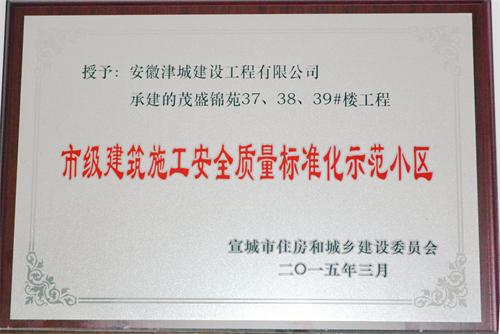 授予：安徽津城建设工程有限公司
承建的茂盛锦苑37、38、39#楼工程
市级建筑施工安全质量标准化示范小区
宣城市住房和城乡建设委员会
二〇一五年三月